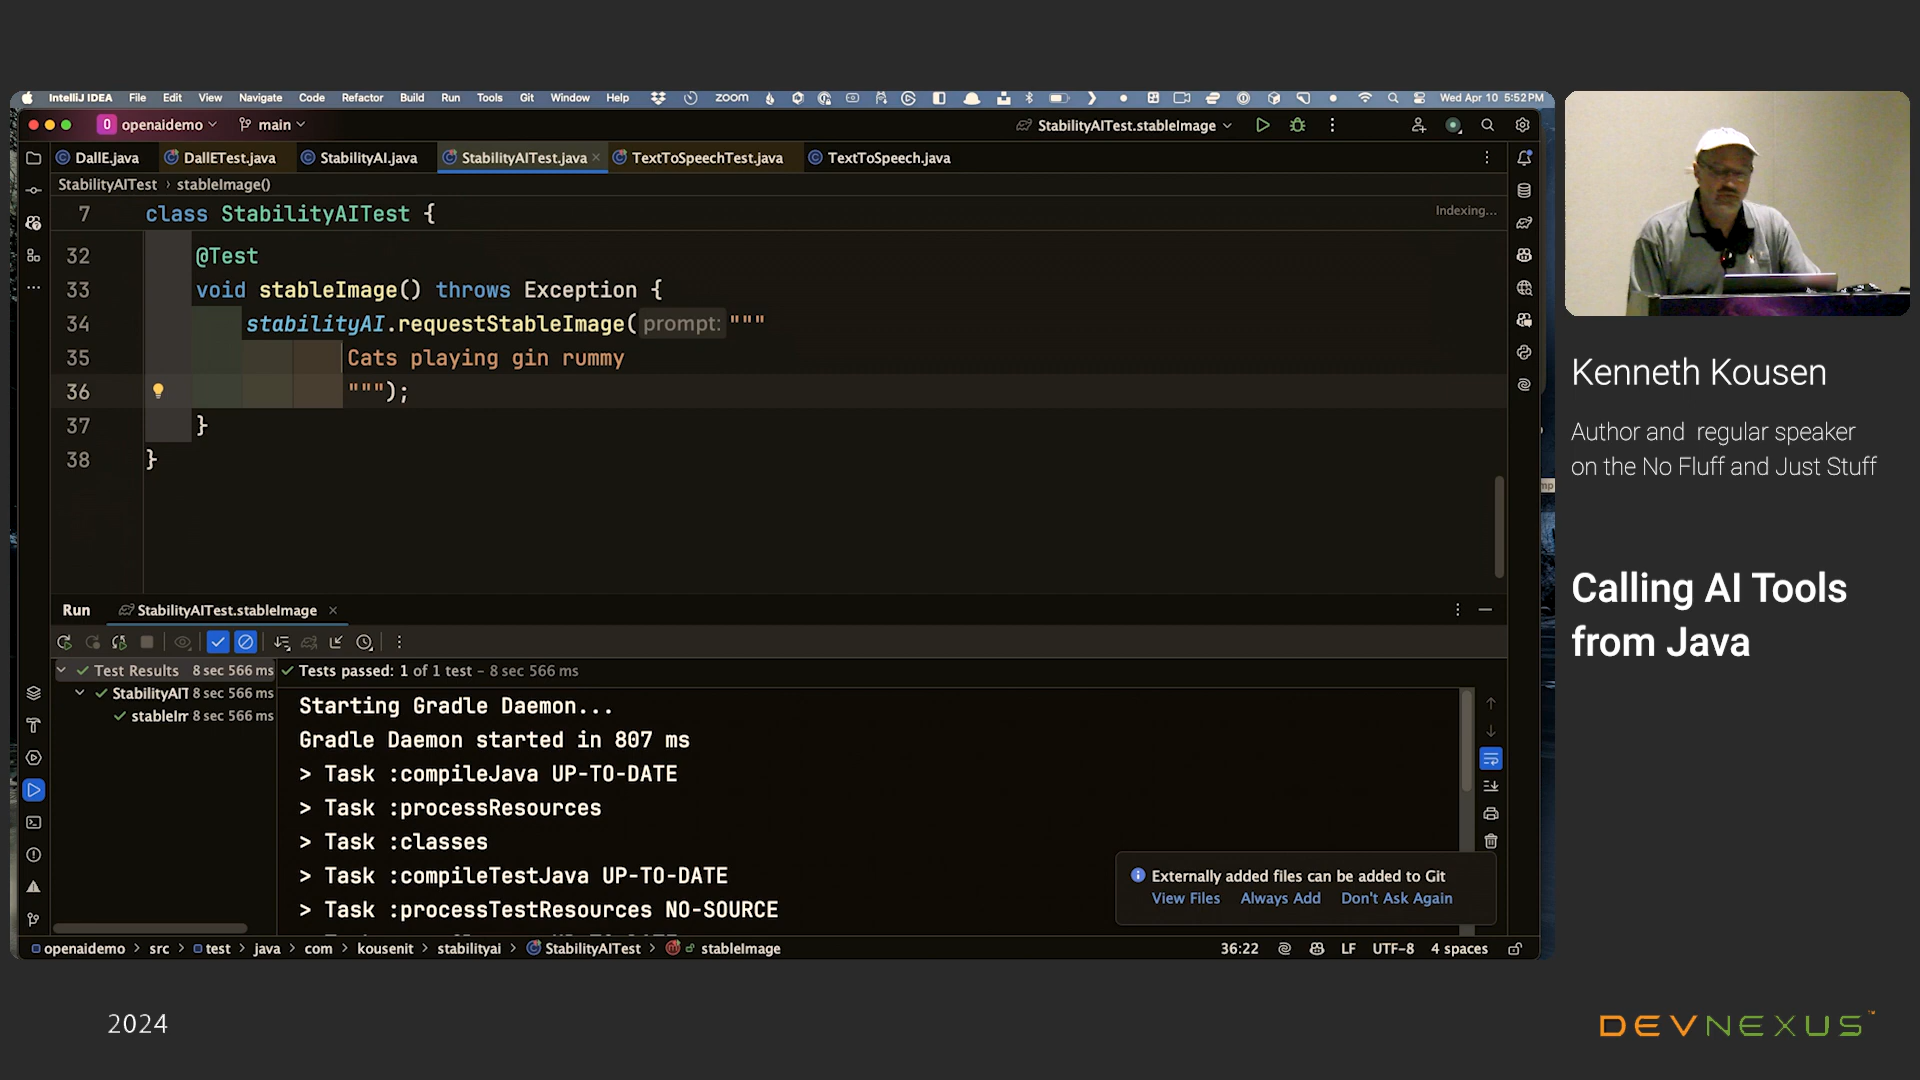 IntelliJ IDEA File Edit View Navigate Code Refactor Build Run Tools Git Window Help zoom Wed Apr 10 5:52 PM
O openaidemo main StabilityAITest.stableImage
DallE.java DallETest.java StabilityAI.java StabilityAITest.java TextToSpeechTest.java TextToSpeech.java
StabilityAITest › stableImage()
7 class StabilityAITest { Indexing...
32 @Test
33 void stableImage() throws Exception {
34 stabilityAI.requestStableImage( prompt: """
35 Cats playing gin rummy
36 """);
37 }
38 }
Run StabilityAITest.stableImage
Test Results 8 sec 566 ms Tests passed: 1 of 1 test – 8 sec 566 ms
StabilityAIT 8 sec 566 ms
stableIm 8 sec 566 ms
Starting Gradle Daemon...
Gradle Daemon started in 807 ms
> Task :compileJava UP-TO-DATE
> Task :processResources
> Task :classes
> Task :compileTestJava UP-TO-DATE
> Task :processTestResources NO-SOURCE
Externally added files can be added to Git
View Files Always Add Don't Ask Again
openaidemo › src › test › java › com › kousenit › stabilityai › StabilityAITest › stableImage 36:22 LF UTF-8 4 spaces
Kenneth Kousen
Author and regular speaker
on the No Fluff and Just Stuff
Calling AI Tools
from Java
2024
DEVNEXUS™